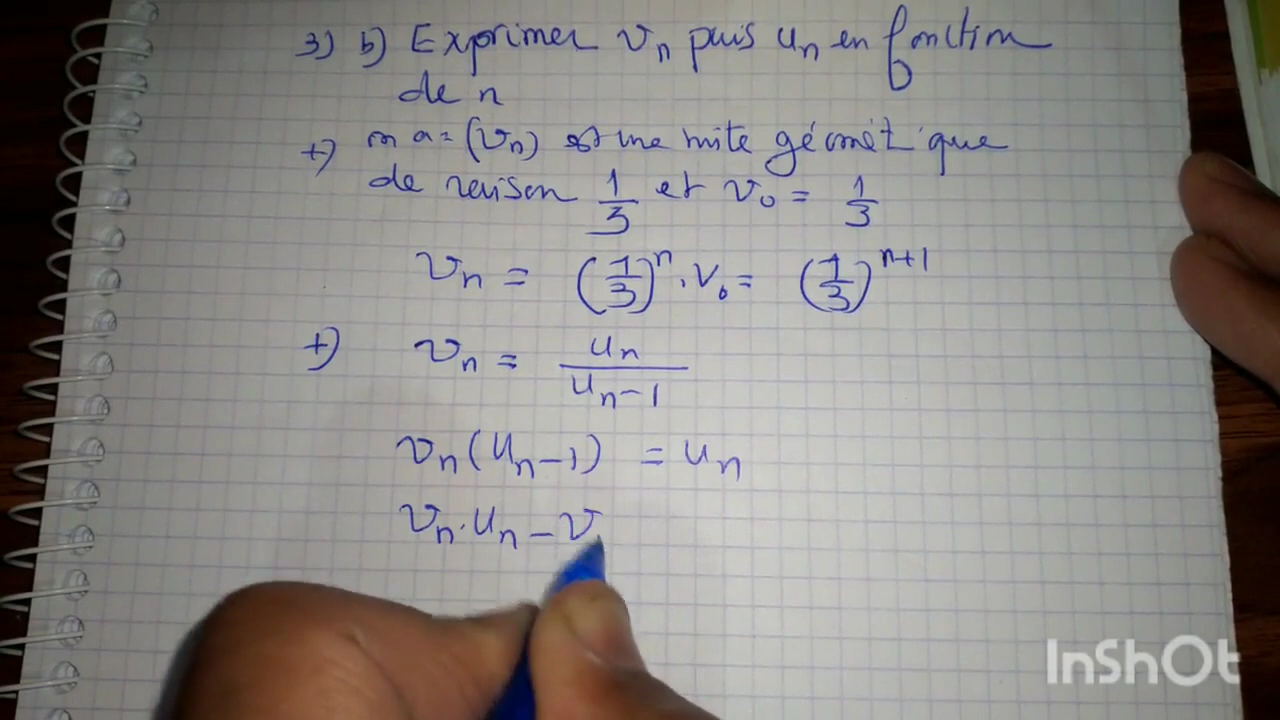 3) b) Exprimer vₙ puis uₙ en fonction
de n
+) on a = (vₙ) est une suite géométrique
de raison 1/3 et v₀ = 1/3
vₙ = (1/3)ⁿ . V₀ = (1/3)ⁿ⁺¹
+) vₙ = uₙ / (uₙ - 1)
vₙ (uₙ - 1) = uₙ
vₙ . uₙ - v
InShOt